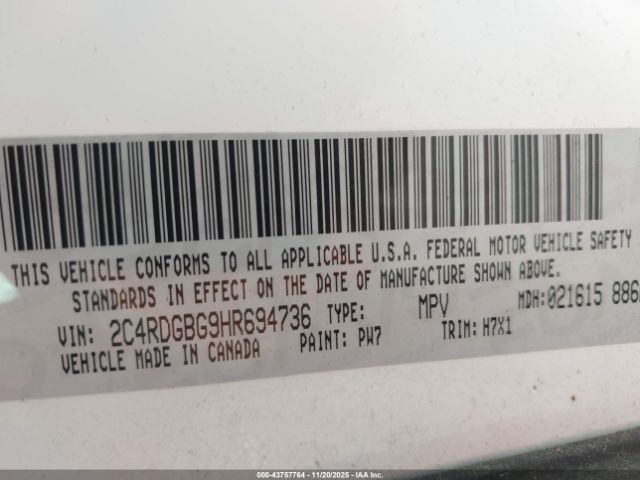 THIS VEHICLE CONFORMS TO ALL APPLICABLE U.S.A. FEDERAL MOTOR VEHICLE SAFETY
STANDARDS IN EFFECT ON THE DATE OF MANUFACTURE SHOWN ABOVE.
VIN: 2C4RDGBG9HR694736 TYPE: MPV MDH:021615 886
VEHICLE MADE IN CANADA PAINT: PW7 TRIM: H7X1
© COPY: 43757764 | 11/20/2025 - IAA Inc.